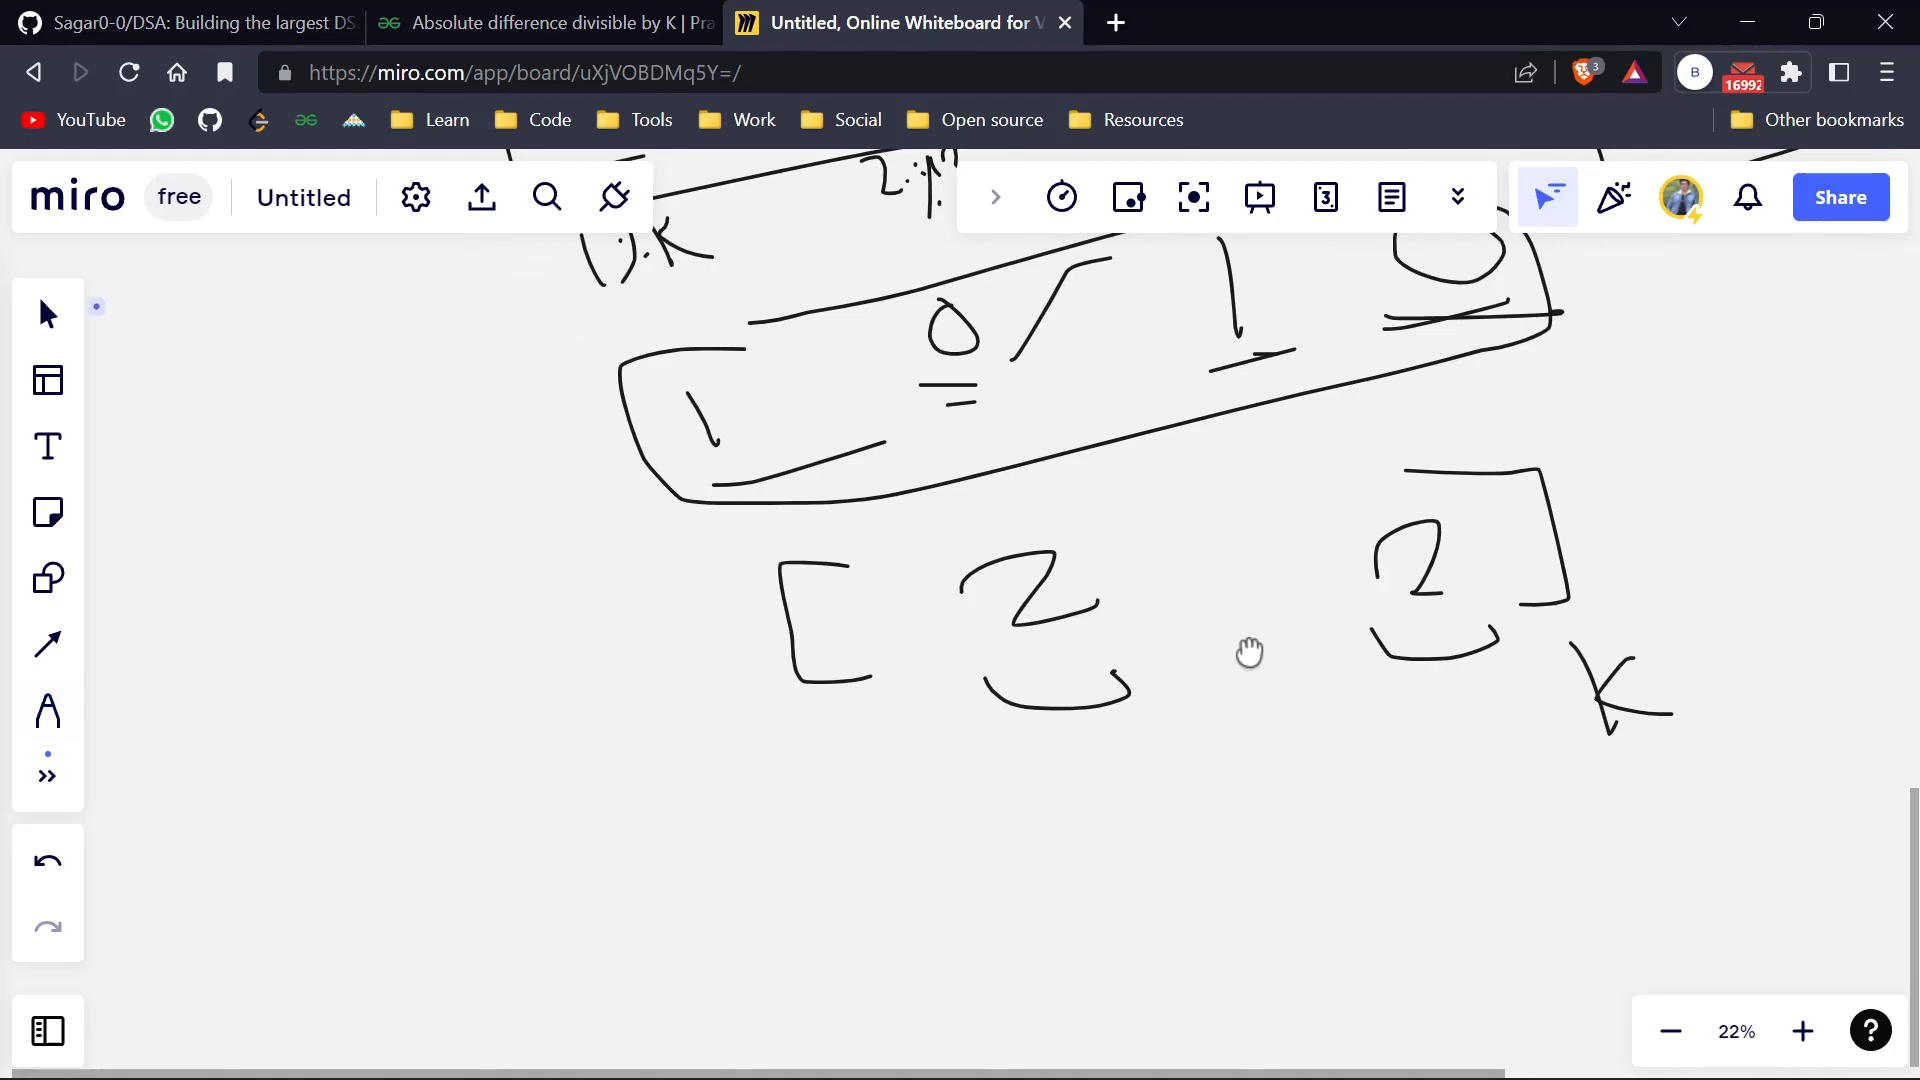 Sagar0-0/DSA: Building the largest DS
Absolute difference divisible by K | Pra
Untitled, Online Whiteboard for V
https://miro.com/app/board/uXjVOBDMq5Y=/
3
B
16992
YouTube
Learn
Code
Tools
Work
Social
Open source
Resources
Other bookmarks
miro
free
Untitled
3
Share
K
1 0 1 0
[ 2 2 ]
K
22%